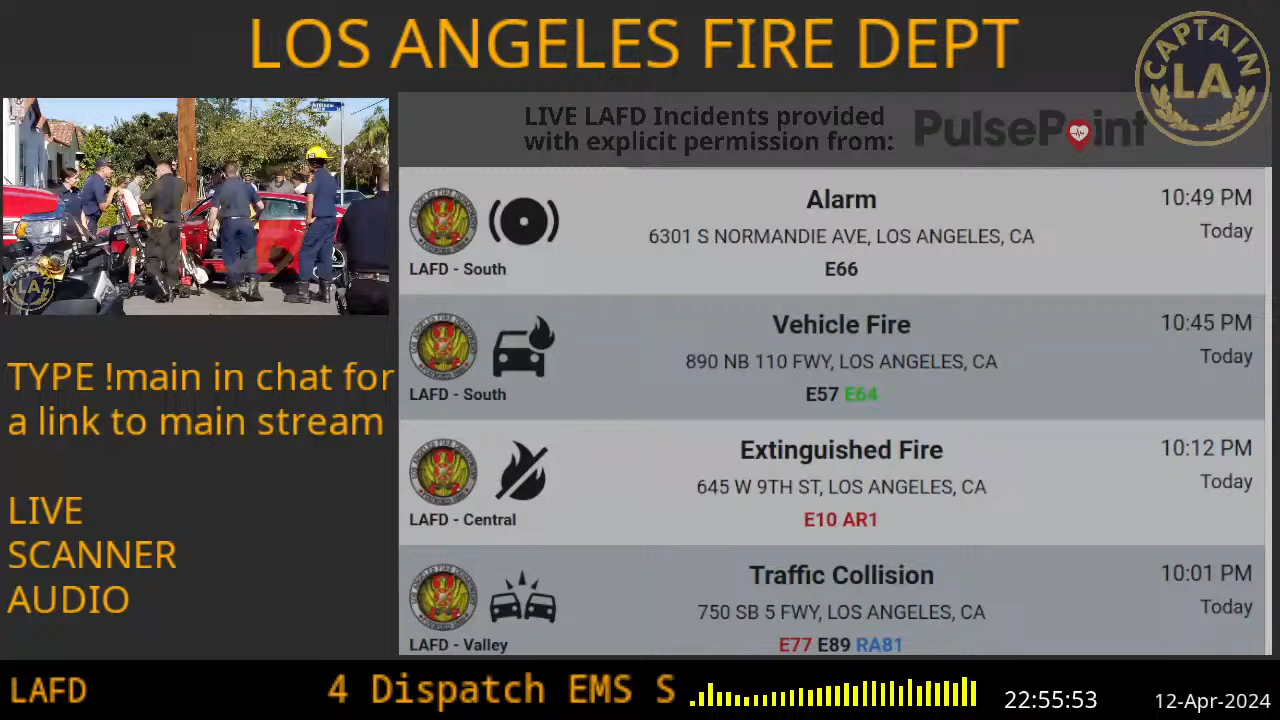 LOS ANGELES FIRE DEPT
CAPTAIN
LA
LIVE LAFD Incidents provided
with explicit permission from:
PulsePoint
Alarm
10:49 PM
6301 S NORMANDIE AVE, LOS ANGELES, CA
Today
LAFD - South
E66
Vehicle Fire
10:45 PM
890 NB 110 FWY, LOS ANGELES, CA
Today
LAFD - South
E57 E64
Extinguished Fire
10:12 PM
645 W 9TH ST, LOS ANGELES, CA
Today
LAFD - Central
E10 AR1
Traffic Collision
10:01 PM
750 SB 5 FWY, LOS ANGELES, CA
Today
LAFD - Valley
E77 E89 RA81
LA
TYPE !main in chat for
a link to main stream
LIVE
SCANNER
AUDIO
LAFD
4 Dispatch EMS S
22:55:53
12-Apr-2024